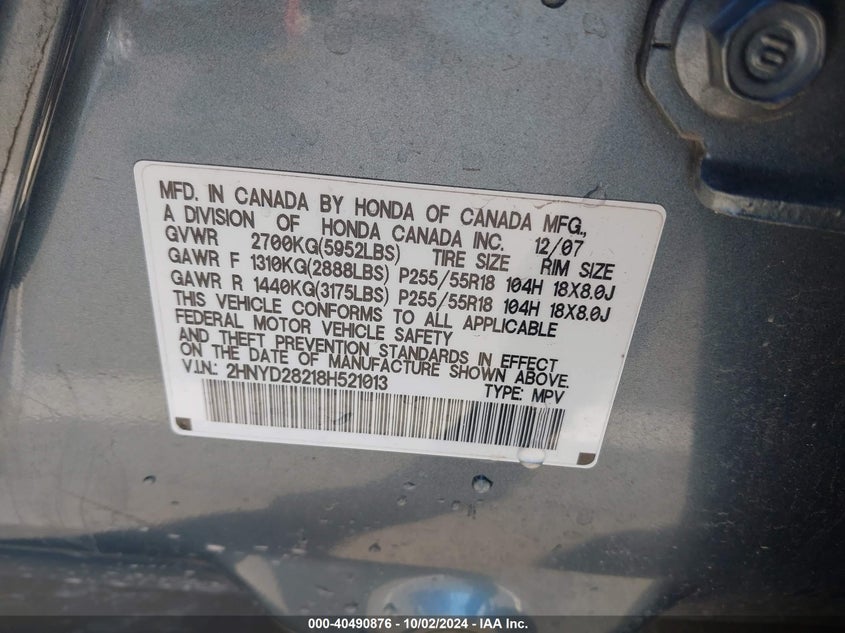 MFD. IN CANADA BY HONDA OF CANADA MFG.,
A DIVISION OF HONDA CANADA INC. 12/07
GVWR 2700KG(5952LBS) TIRE SIZE RIM SIZE
GAWR F 1310KG(2888LBS) P255/55R18 104H 18X8.0J
GAWR R 1440KG(3175LBS) P255/55R18 104H 18X8.0J
THIS VEHICLE CONFORMS TO ALL APPLICABLE
FEDERAL MOTOR VEHICLE SAFETY
AND THEFT PREVENTION STANDARDS IN EFFECT
ON THE DATE OF MANUFACTURE SHOWN ABOVE.
V.I.N.: 2HNYD28218H521013 TYPE: MPV
000-40490876 - 10/02/2024 - IAA Inc.